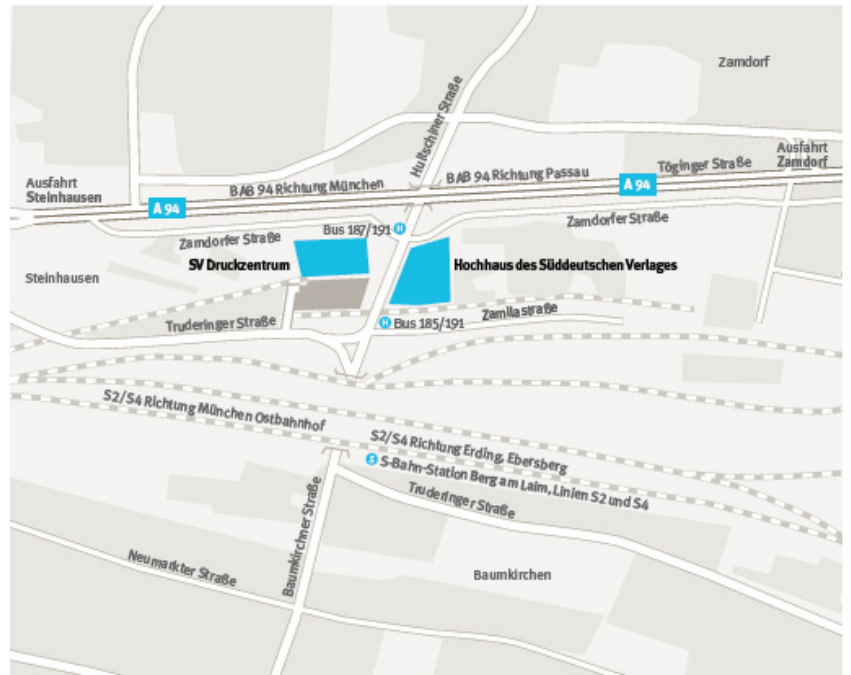 Zamdorf
Hultschiner Straße
Ausfahrt
Zamdorf
Töginger Straße
BAB 94 Richtung Passau
BAB 94 Richtung München
Ausfahrt
Steinhausen
A 94
A 94
Zamdorfer Straße
Bus 187/191 H
Zamdorfer Straße
SV Druckzentrum
Hochhaus des Süddeutschen Verlages
Steinhausen
Zamilastraße
Truderinger Straße
H Bus 185/191
S2/S4 Richtung München Ostbahnhof
S2/S4 Richtung Erding, Ebersberg
S S-Bahn-Station Berg am Laim, Linien S2 und S4
Truderinger Straße
Baumkirchner Straße
Neumarkter Straße
Baumkirchen